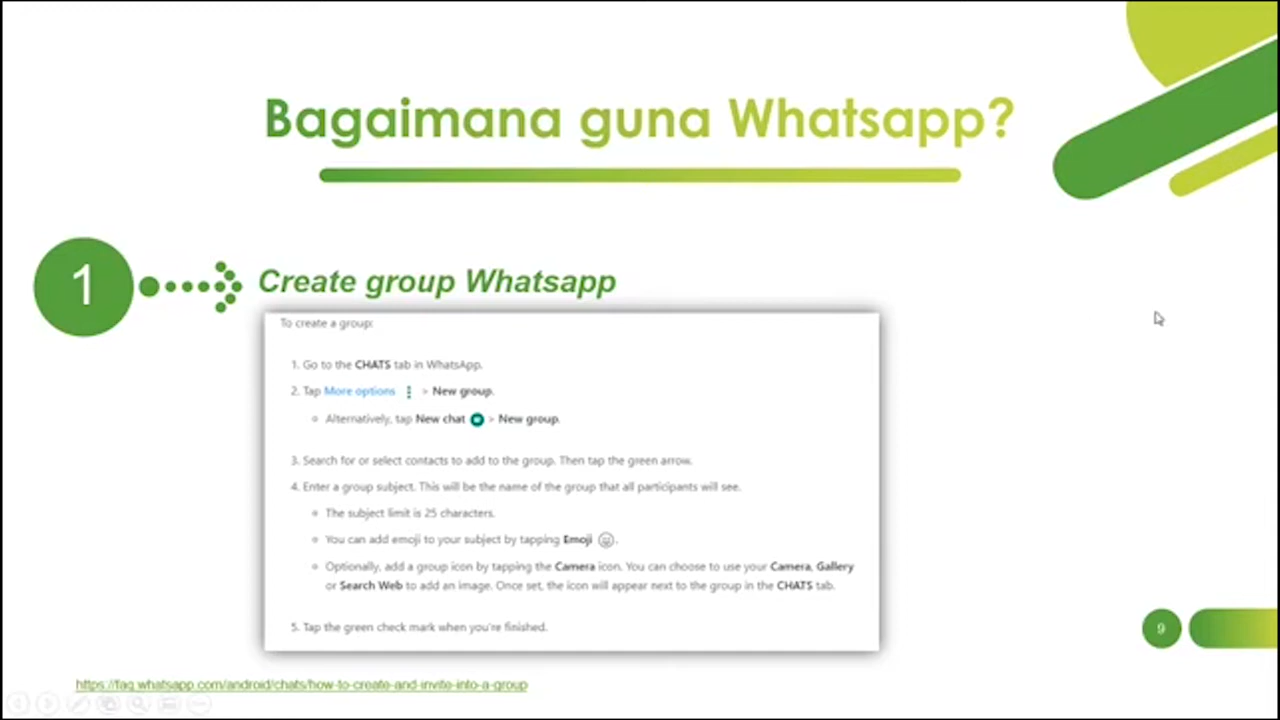 Bagaimana guna Whatsapp?
1
Create group Whatsapp
To create a group:
1. Go to the CHATS tab in WhatsApp.
2. Tap More options > New group.
Alternatively, tap New chat > New group.
3. Search for or select contacts to add to the group. Then tap the green arrow.
4. Enter a group subject. This will be the name of the group that all participants will see.
The subject limit is 25 characters.
You can add emoji to your subject by tapping Emoji .
Optionally, add a group icon by tapping the Camera icon. You can choose to use your Camera, Gallery
or Search Web to add an image. Once set, the icon will appear next to the group in the CHATS tab.
5. Tap the green check mark when you're finished.
9
https://faq.whatsapp.com/android/chats/how-to-create-and-invite-into-a-group